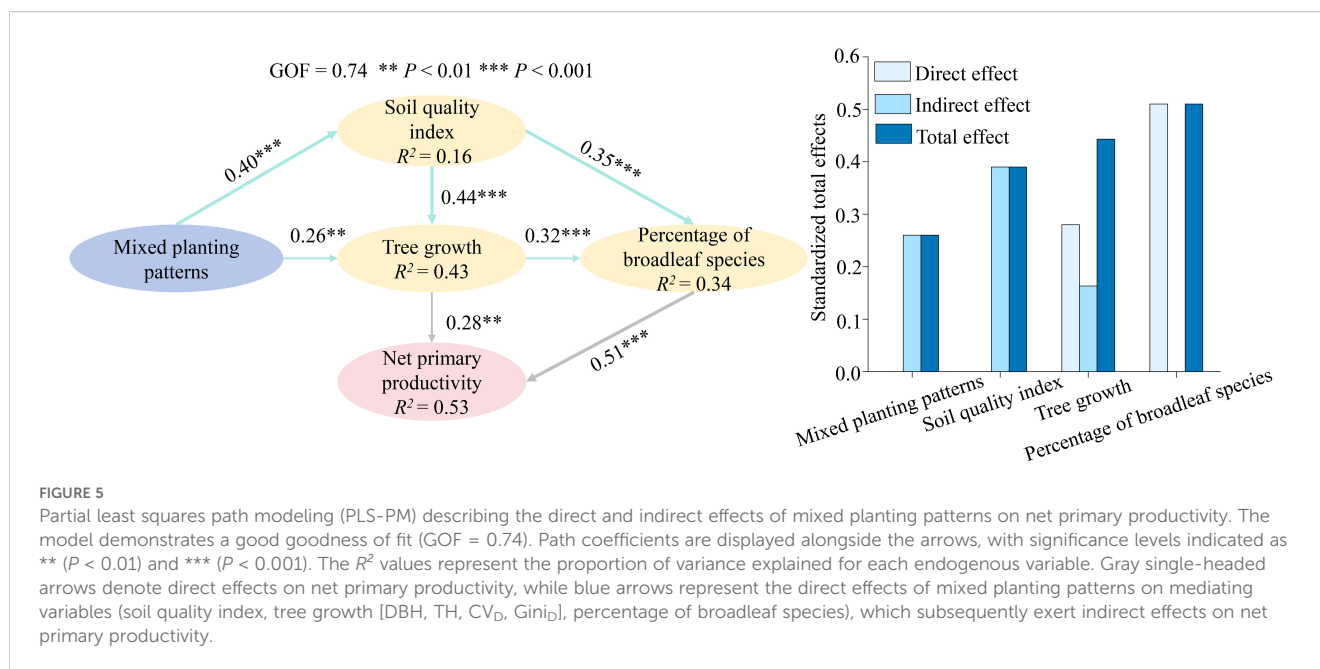 GOF = 0.74 ** P < 0.01 *** P < 0.001
Soil quality
index
R² = 0.16
0.40***
0.35***
0.44***
Mixed planting
patterns
0.26**
Tree growth
R² = 0.43
0.32***
Percentage of
broadleaf species
R² = 0.34
0.28**
0.51***
Net primary
productivity
R² = 0.53
Standardized total effects
0.6
0.5
0.4
0.3
0.2
0.1
0.0
Direct effect
Indirect effect
Total effect
Mixed planting patterns
Soil quality index
Tree growth
Percentage of broadleaf species
FIGURE 5
Partial least squares path modeling (PLS-PM) describing the direct and indirect effects of mixed planting patterns on net primary productivity. The
model demonstrates a good goodness of fit (GOF = 0.74). Path coefficients are displayed alongside the arrows, with significance levels indicated as
** (P < 0.01) and *** (P < 0.001). The R² values represent the proportion of variance explained for each endogenous variable. Gray single-headed
arrows denote direct effects on net primary productivity, while blue arrows represent the direct effects of mixed planting patterns on mediating
variables (soil quality index, tree growth [DBH, TH, CV_D, Gini_D], percentage of broadleaf species), which subsequently exert indirect effects on net
primary productivity.